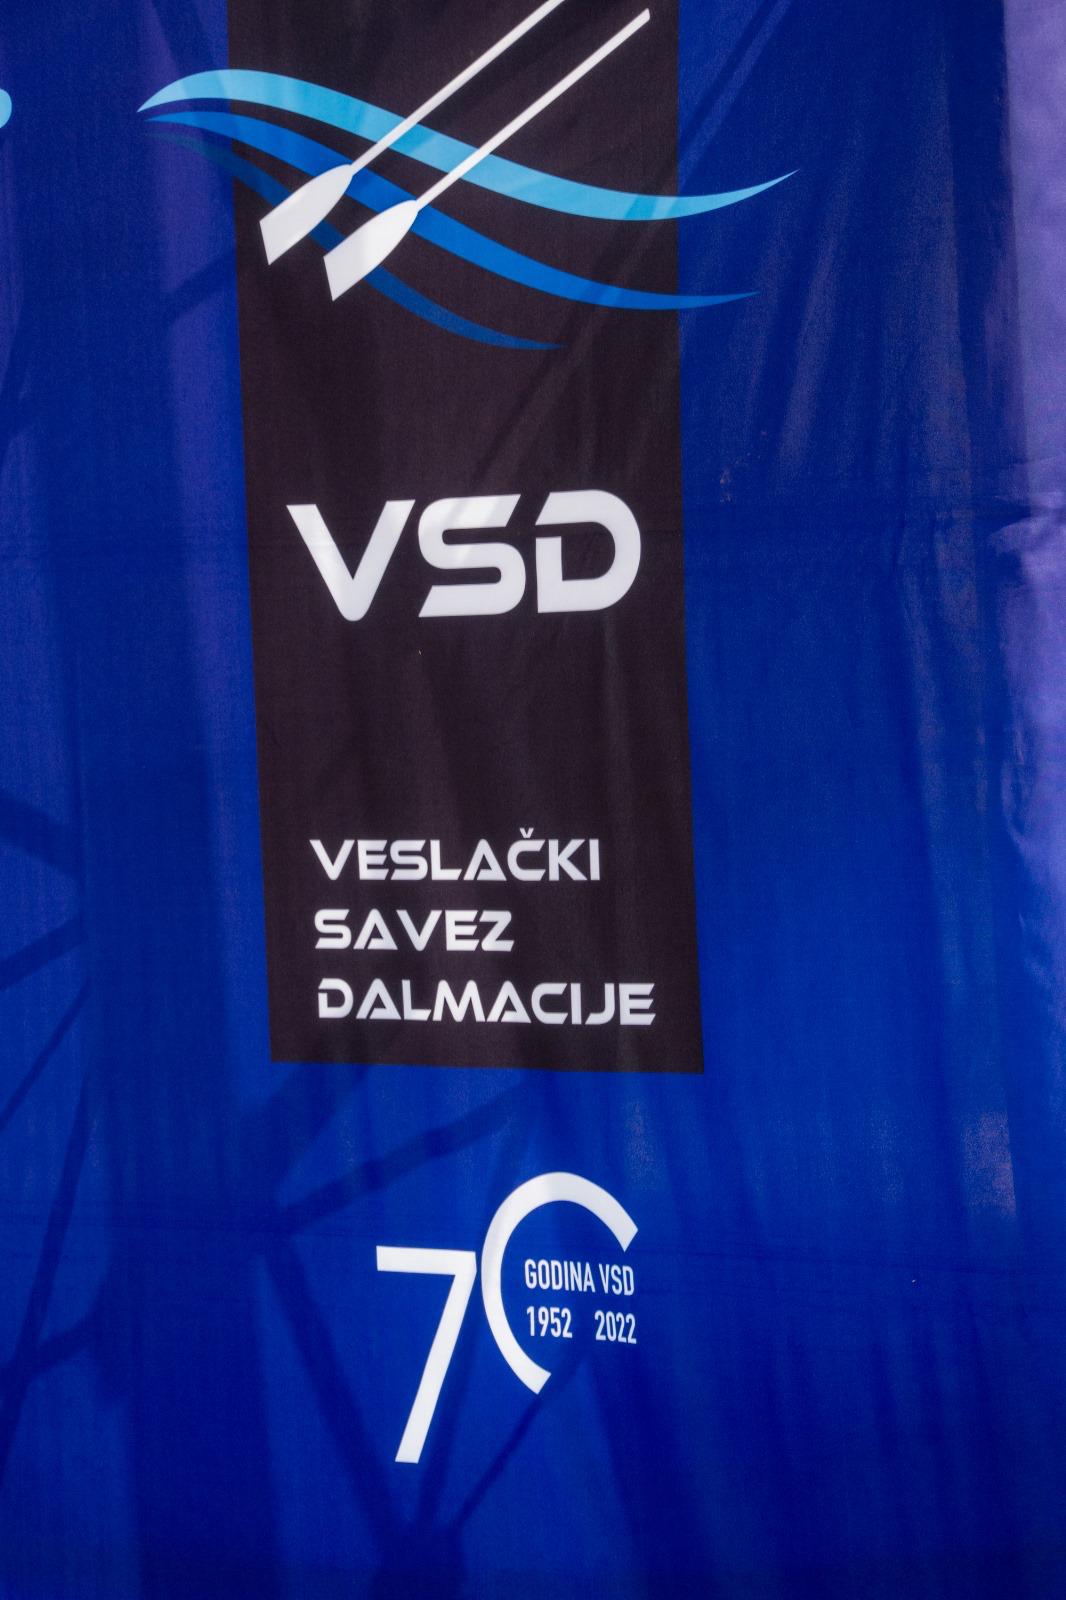 VSD
VESLAČKI
SAVEZ
DALMACIJE
70
GODINA VSD
1952 2022